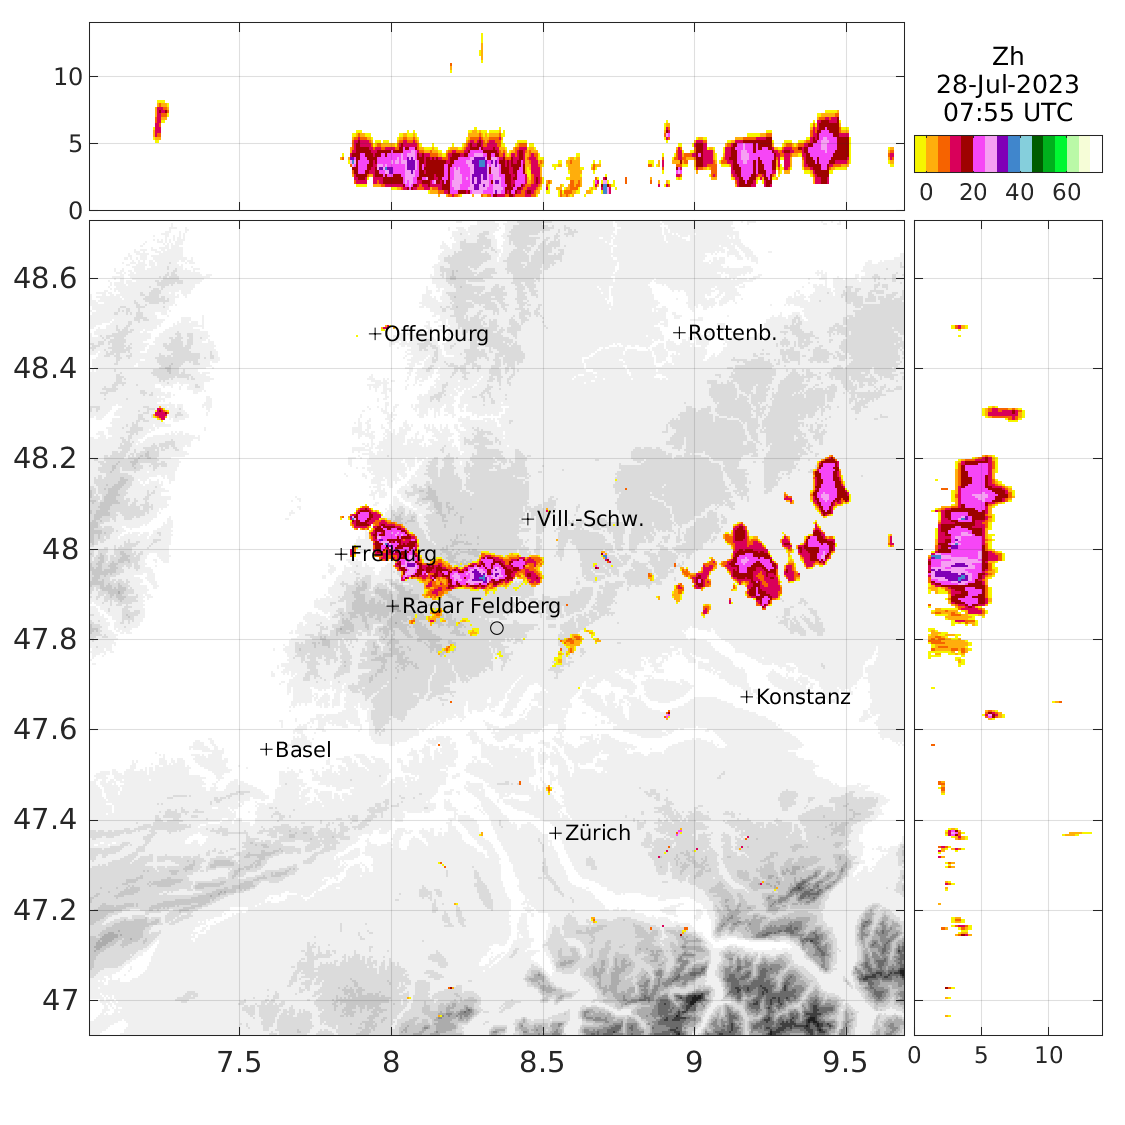 Zh
28-Jul-2023
07:55 UTC
0 20 40 60
10
5
0
48.6
48.4
48.2
48
47.8
47.6
47.4
47.2
47
Offenburg
Rottenb.
Vill.-Schw.
Freiburg
Radar Feldberg
Konstanz
Basel
Zürich
7.5 8 8.5 9 9.5
0 5 10